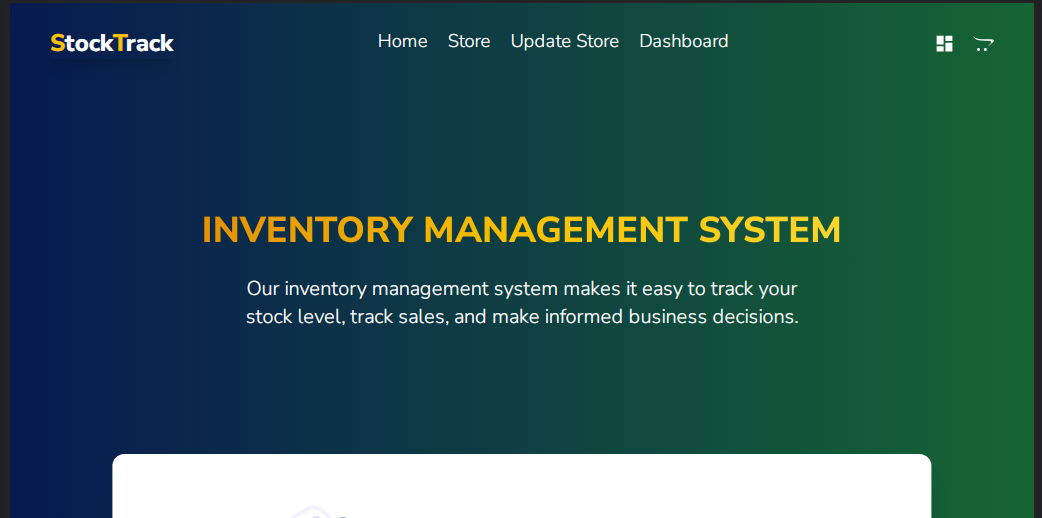 StockTrack
Home Store Update Store Dashboard
INVENTORY MANAGEMENT SYSTEM
Our inventory management system makes it easy to track your
stock level, track sales, and make informed business decisions.